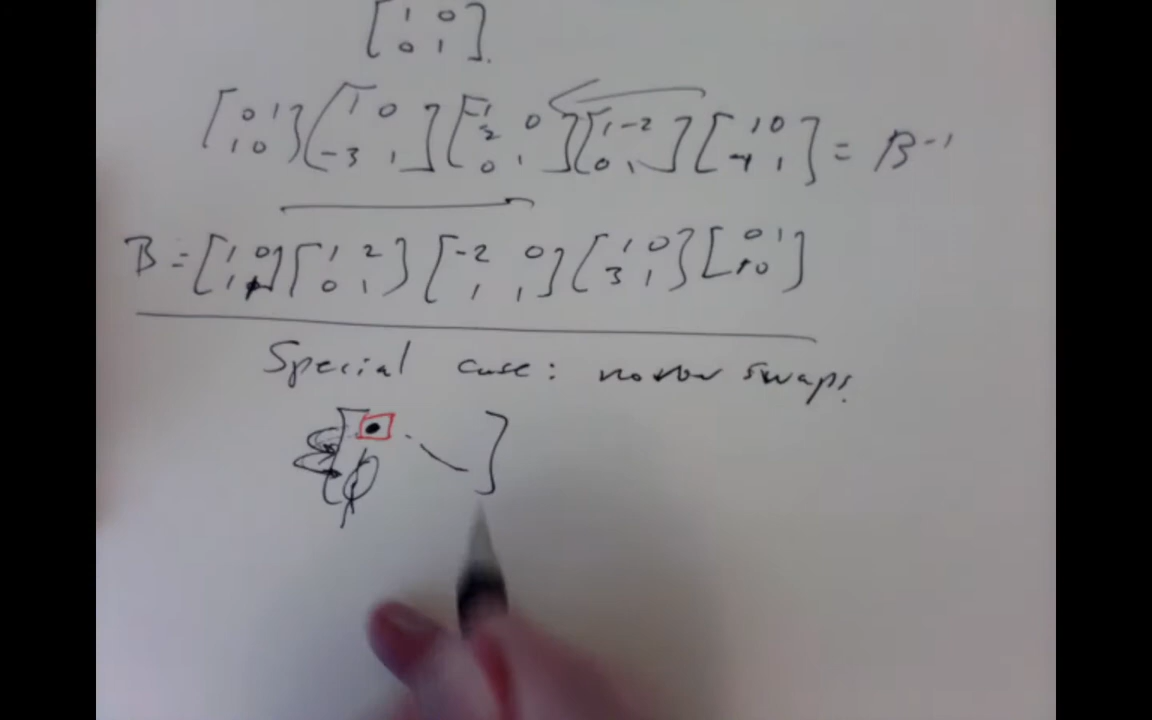 [1 0
0 1].
[0 1
1 0] [1 0
-3 1] [-1/2 0
0 1] [1 -2
0 1] [1 0
-1 1] = B^-1
B = [1 0
1 1] [1 2
0 1] [-2 0
1 1] [1 0
3 1] [0 1
1 0]
Special case: no row swaps.